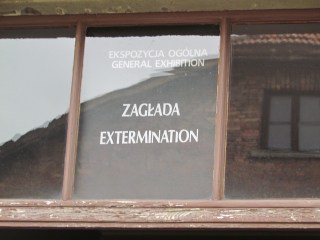 EKSPOZYCJA OGÓLNA
GENERAL EXHIBITION
ZAGŁADA
EXTERMINATION